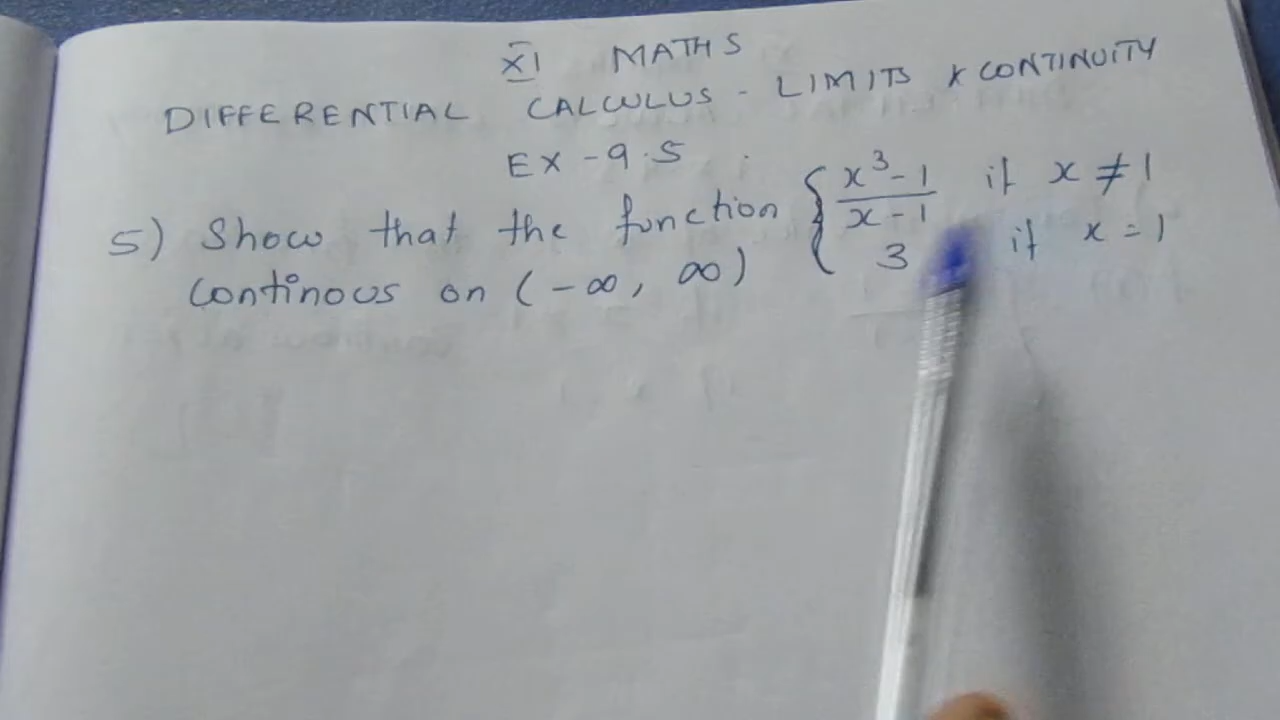 XI MATHS
DIFFERENTIAL CALCULUS - LIMITS & CONTINUITY
EX - 9.5
5) Show that the function { x³-1 / x-1 if x ≠ 1
continous on (-∞, ∞) 3 if x = 1